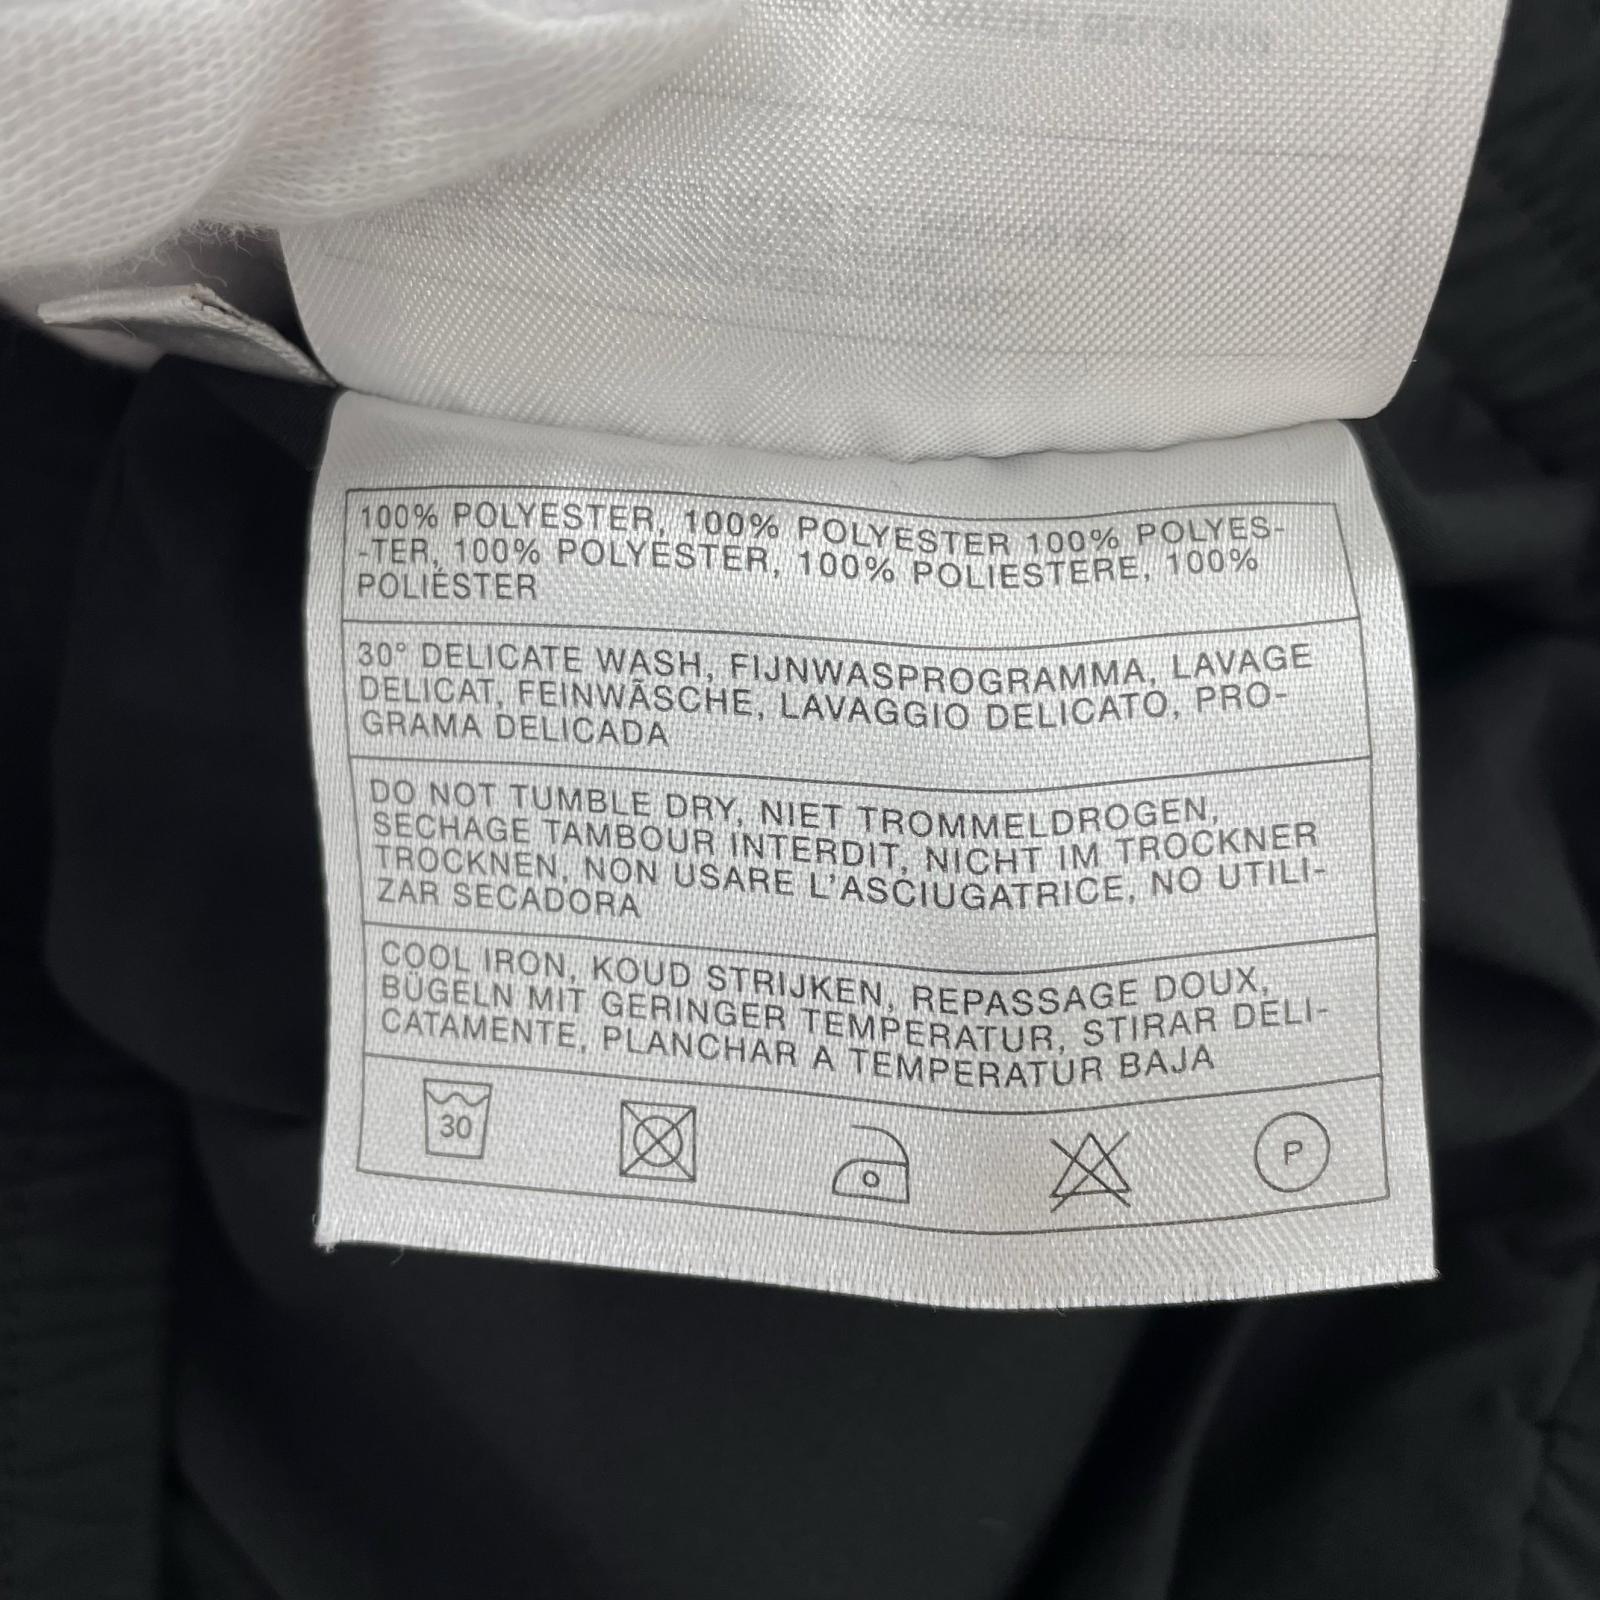 100% POLYESTER, 100% POLYESTER 100% POLYES-
-TER, 100% POLYESTER, 100% POLIESTERE, 100%
POLIÉSTER
30° DELICATE WASH, FIJNWASPROGRAMMA, LAVAGE
DELICAT, FEINWÄSCHE, LAVAGGIO DELICATO, PRO-
GRAMA DELICADA
DO NOT TUMBLE DRY, NIET TROMMELDROGEN,
SECHAGE TAMBOUR INTERDIT, NICHT IM TROCKNER
TROCKNEN, NON USARE L'ASCIUGATRICE, NO UTILI-
ZAR SECADORA
COOL IRON, KOUD STRIJKEN, REPASSAGE DOUX,
BÜGELN MIT GERINGER TEMPERATUR, STIRAR DELI-
CATAMENTE, PLANCHAR A TEMPERATUR BAJA
30
P